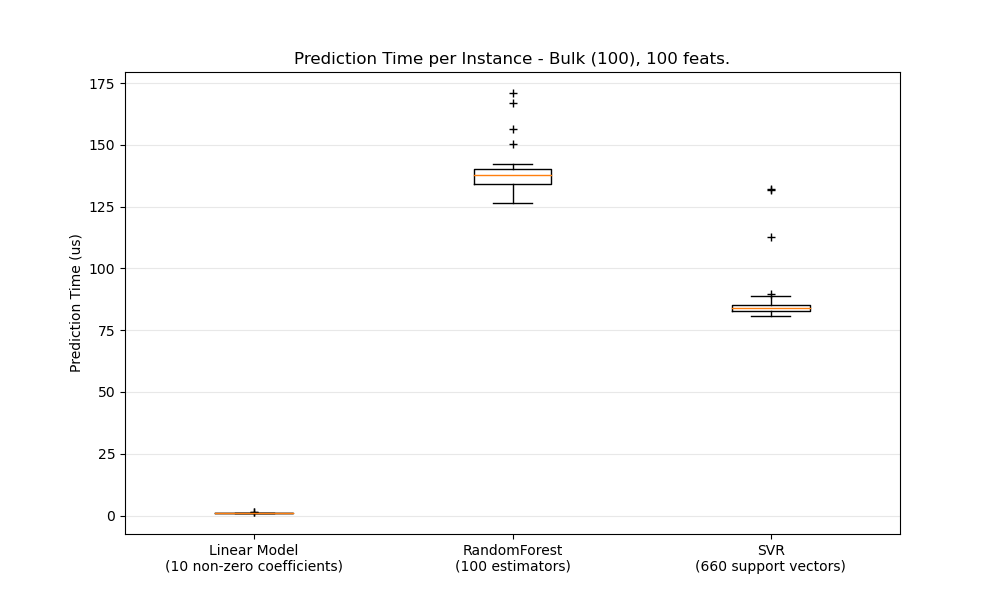 Prediction Time per Instance - Bulk (100), 100 feats.
175
150
125
100
75
50
25
0
Prediction Time (us)
Linear Model
(10 non-zero coefficients)
RandomForest
(100 estimators)
SVR
(660 support vectors)